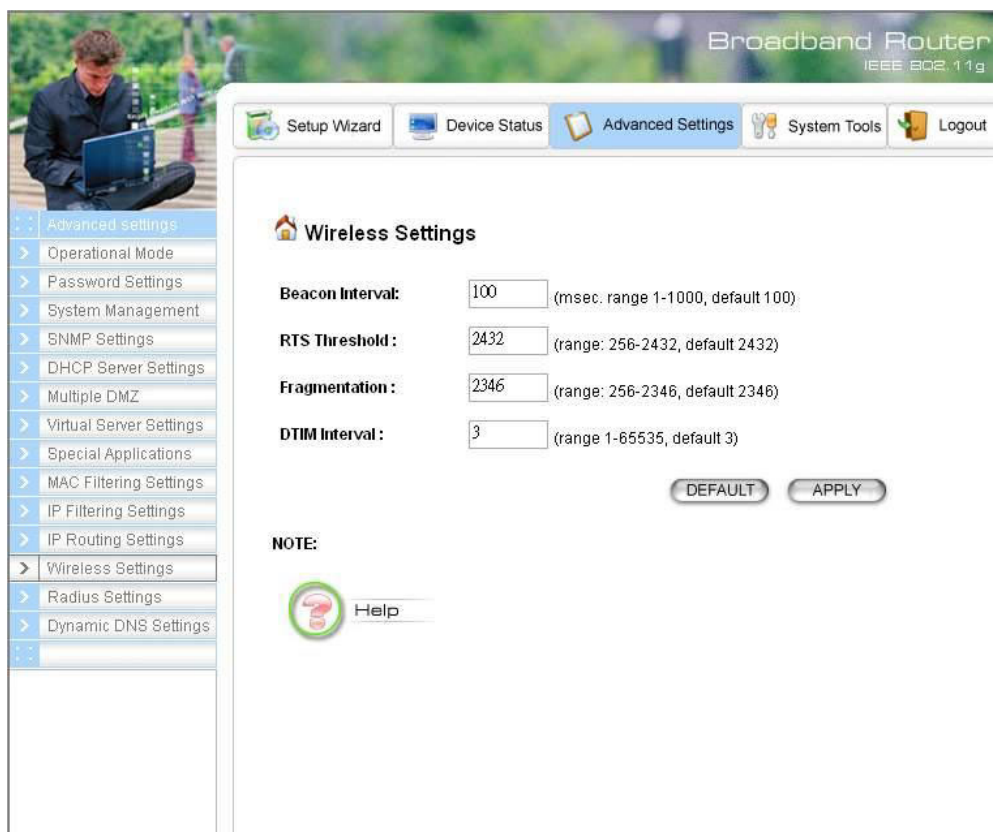 Broadband Router
IEEE 802.11g
Setup Wizard
Device Status
Advanced Settings
System Tools
Logout
Advanced settings
Operational Mode
Password Settings
System Management
SNMP Settings
DHCP Server Settings
Multiple DMZ
Virtual Server Settings
Special Applications
MAC Filtering Settings
IP Filtering Settings
IP Routing Settings
Wireless Settings
Radius Settings
Dynamic DNS Settings
Wireless Settings
Beacon Interval: 100 (msec. range 1-1000, default 100)
RTS Threshold : 2432 (range: 256-2432, default 2432)
Fragmentation : 2346 (range: 256-2346, default 2346)
DTIM Interval : 3 (range 1-65535, default 3)
DEFAULT APPLY
NOTE:
? Help